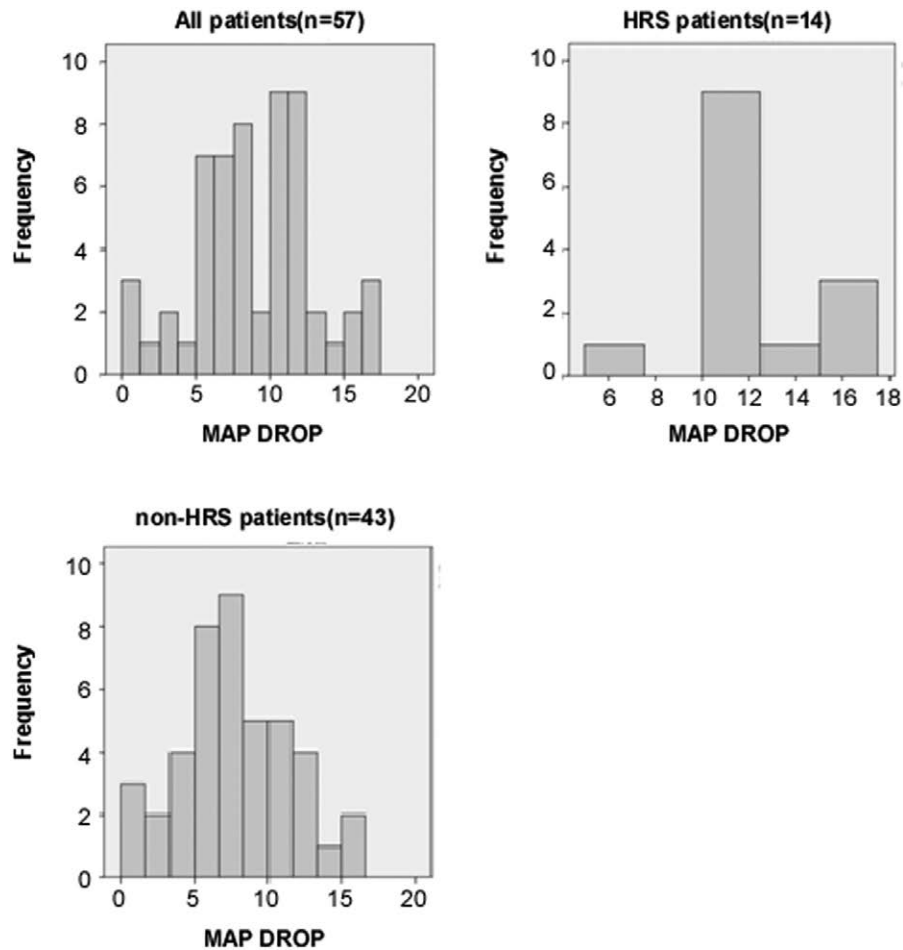 All patients(n=57)
Frequency
10
8
6
4
2
0
0 5 10 15 20
MAP DROP
HRS patients(n=14)
Frequency
10
8
6
4
2
0
6 8 10 12 14 16 18
MAP DROP
non-HRS patients(n=43)
Frequency
10
8
6
4
2
0
0 5 10 15 20
MAP DROP